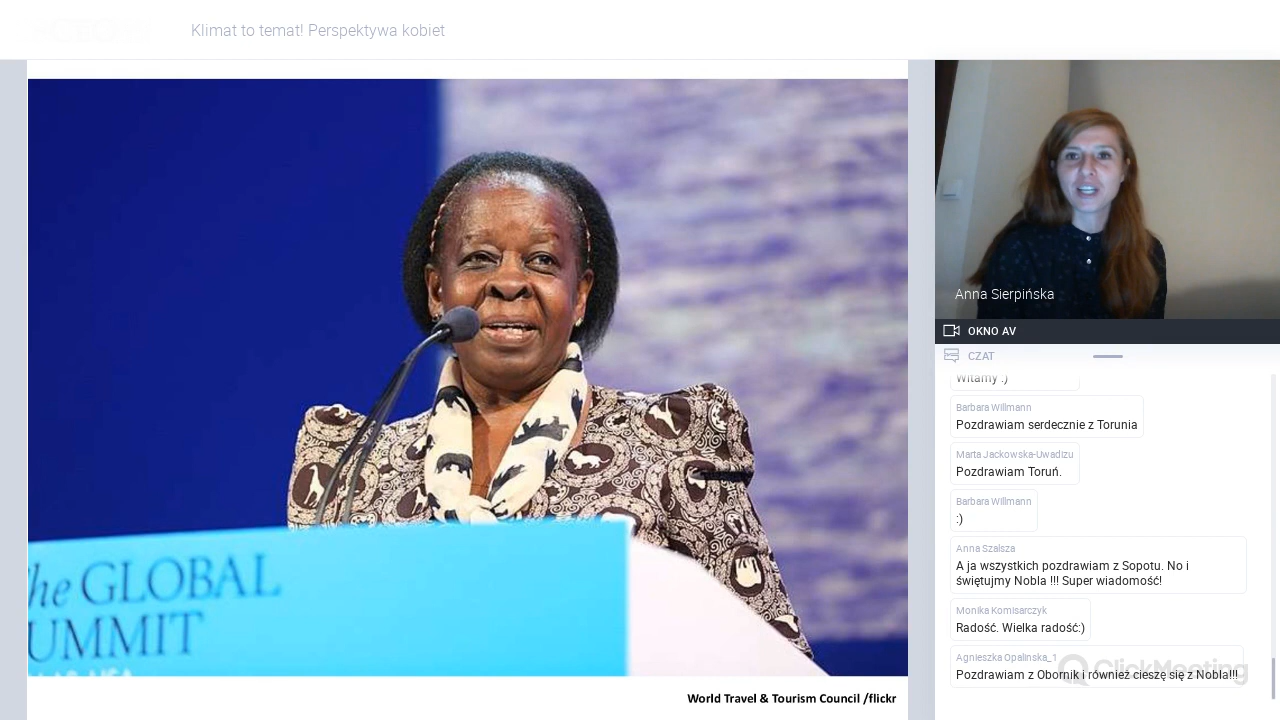 Klimat to temat! Perspektywa kobiet
The GLOBAL
SUMMIT
World Travel & Tourism Council /flickr
Anna Sierpińska
OKNO AV
CZAT
Witamy :)
Barbara Willmann
Pozdrawiam serdecznie z Torunia
Marta Jackowska-Uwadizu
Pozdrawiam Toruń.
Barbara Willmann
:)
Anna Szalsza
A ja wszystkich pozdrawiam z Sopotu. No i
świętujmy Nobla !!! Super wiadomość!
Monika Komisarczyk
Radość. Wielka radość:)
Agnieszka Opalinska_1
Pozdrawiam z Obornik i również cieszę się z Nobla!!!
ClickMeeting